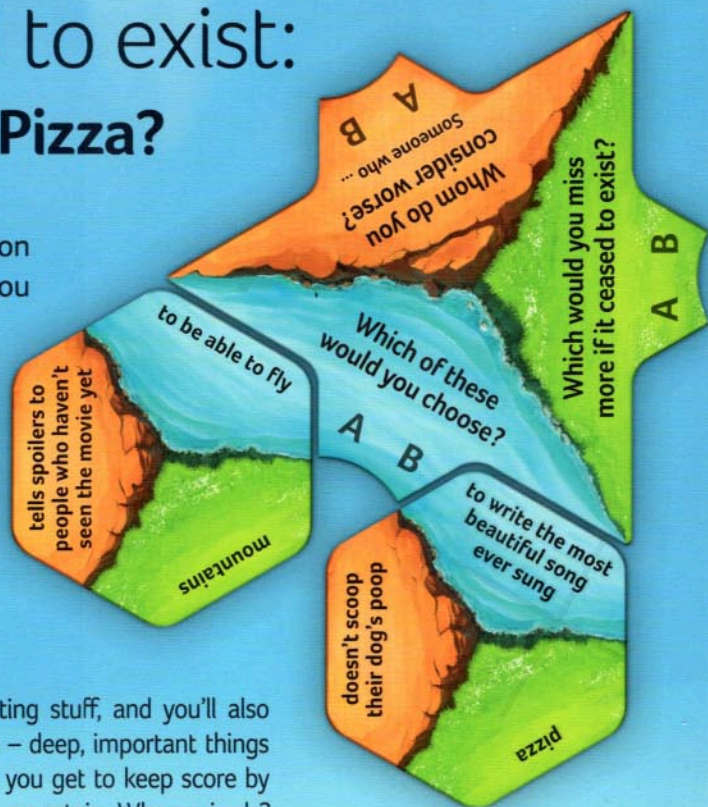 to exist:
Pizza?
on
ou
Whom do you
consider worse?
Someone who ...
A B
Which would you miss
more if it ceased to exist?
A B
Which of these
would you choose?
A B
to be able to fly
tells spoilers to
people who haven't
seen the movie yet
mountains
to write the most
beautiful song
ever sung
doesn't scoop
their dog's poop
pizza
ting stuff, and you'll also
– deep, important things
you get to keep score by